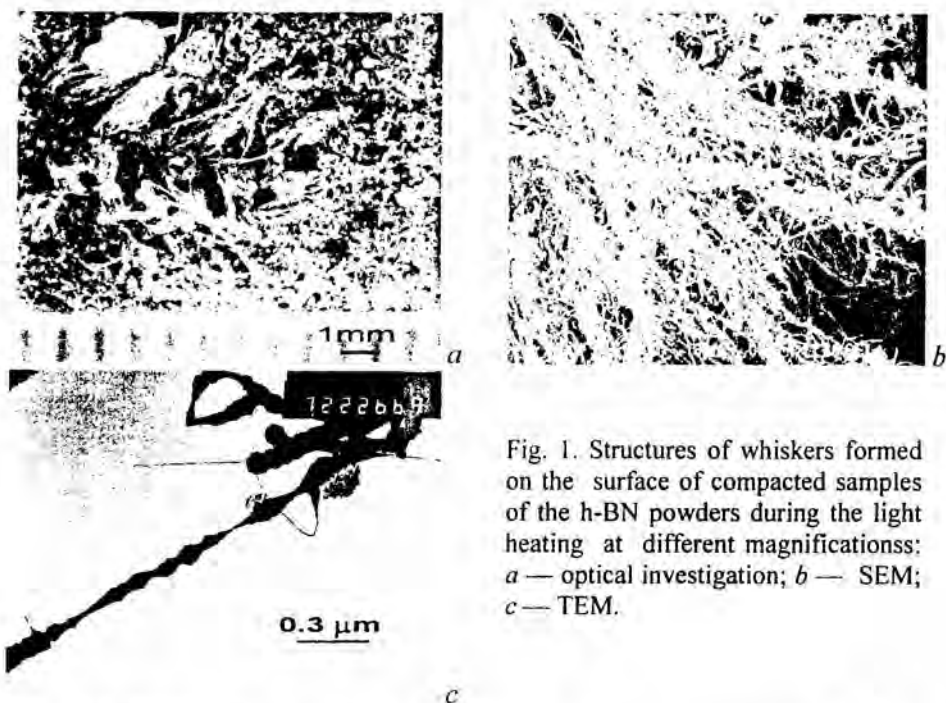 1mm
a
b
0.3 μm
c
Fig. 1. Structures of whiskers formed
on the surface of compacted samples
of the h-BN powders during the light
heating at different magnificationss:
a — optical investigation; b — SEM;
c — TEM.